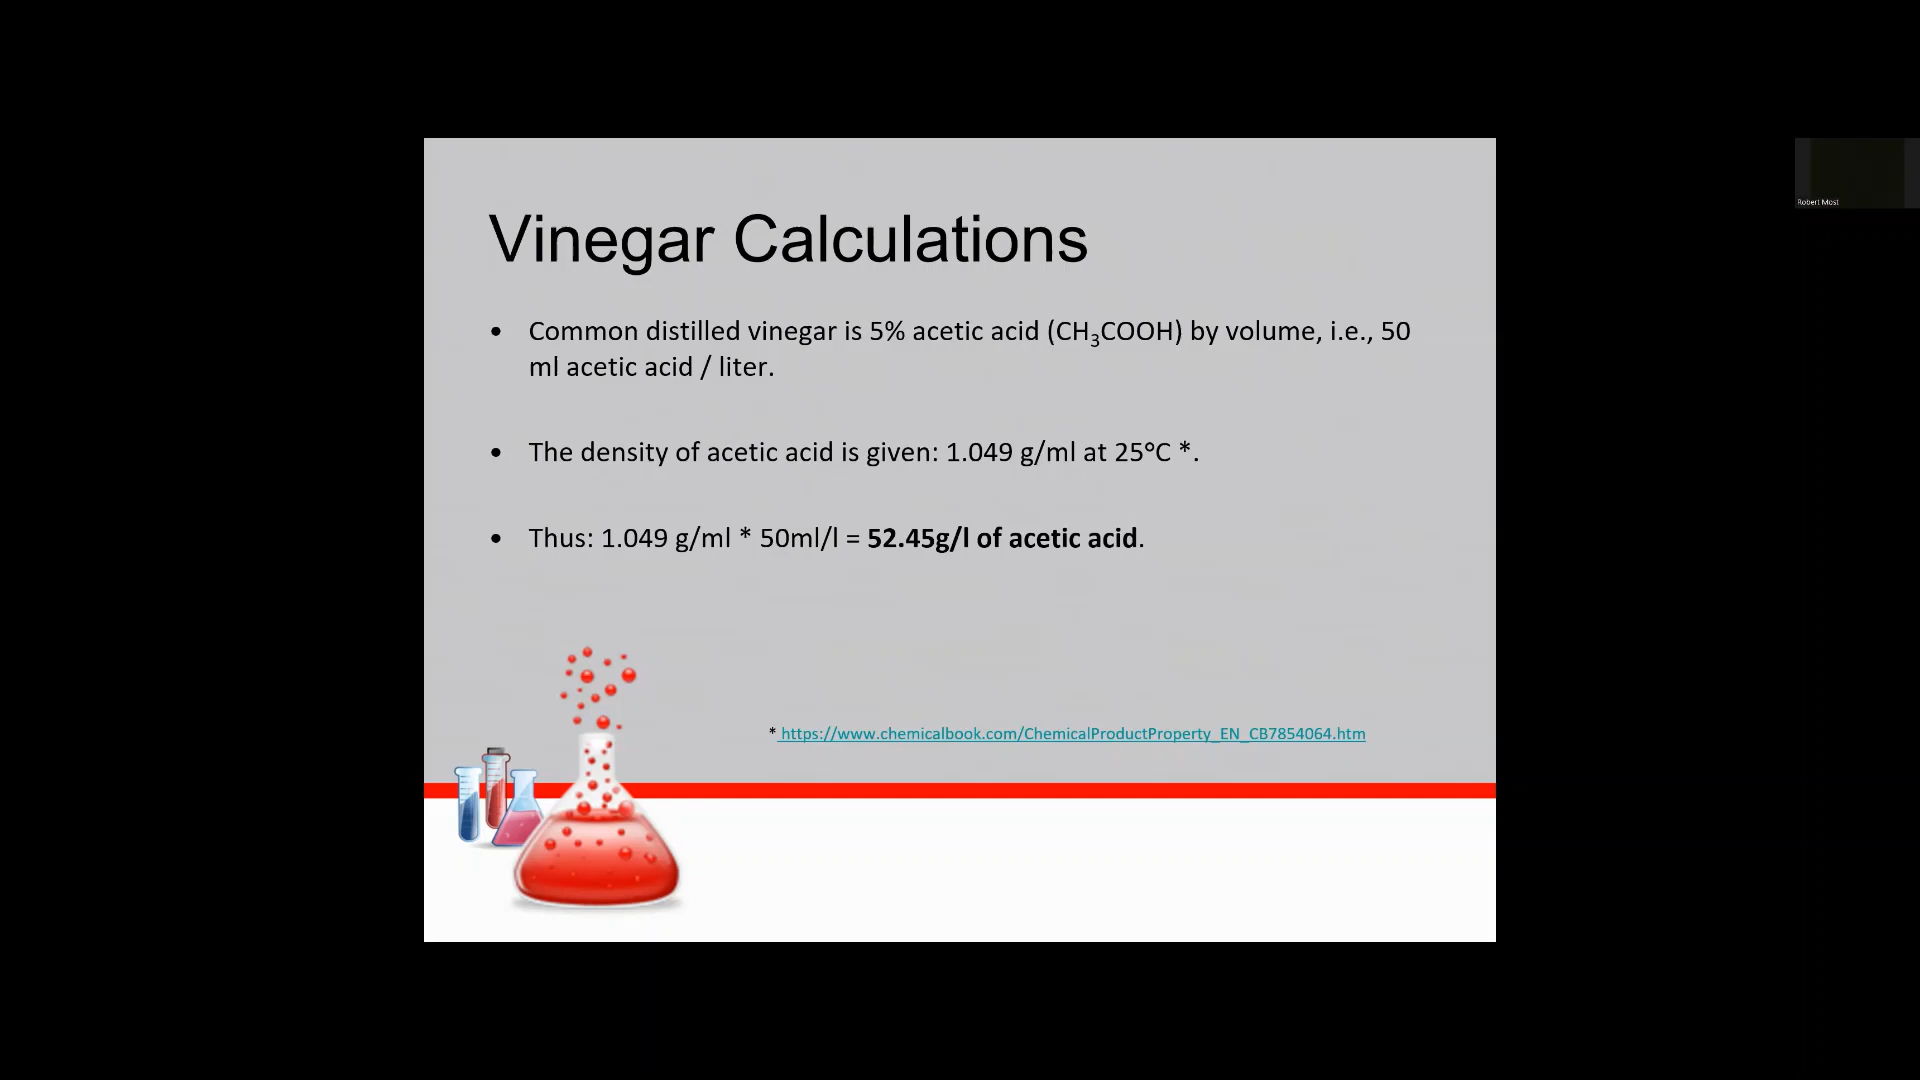 Vinegar Calculations
• Common distilled vinegar is 5% acetic acid (CH₃COOH) by volume, i.e., 50
ml acetic acid / liter.
• The density of acetic acid is given: 1.049 g/ml at 25°C *.
• Thus: 1.049 g/ml * 50ml/l = 52.45g/l of acetic acid.
* https://www.chemicalbook.com/ChemicalProductProperty_EN_CB7854064.htm
Robert Most